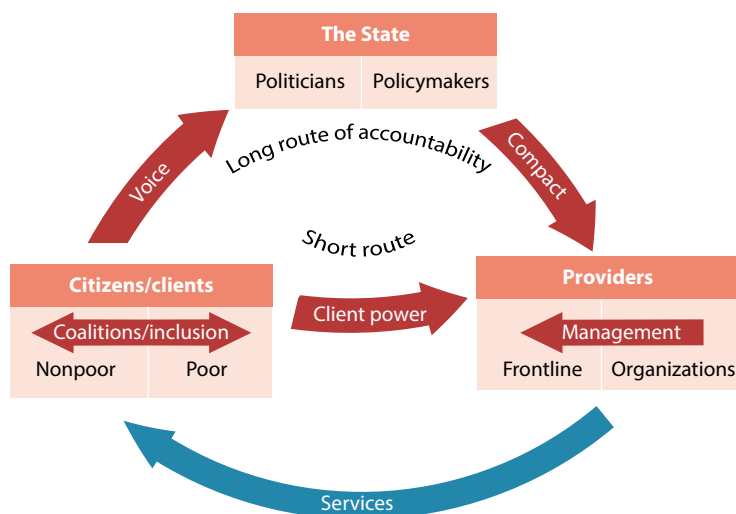 The State
Politicians
Policymakers
Long route of accountability
Voice
Compact
Short route
Citizens/clients
Coalitions/inclusion
Nonpoor
Poor
Client power
Providers
Management
Frontline
Organizations
Services